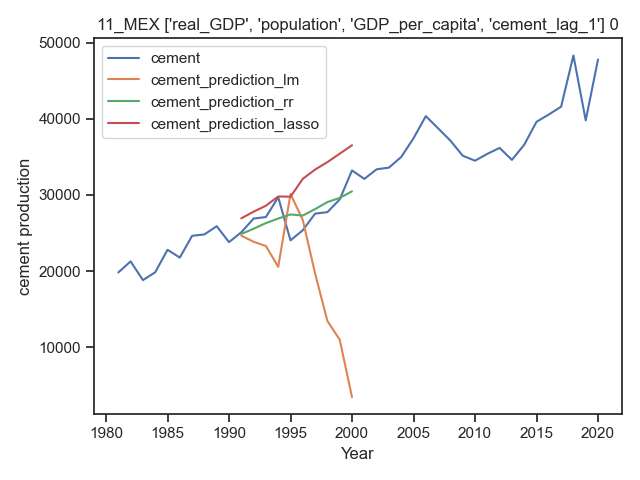 11_MEX ['real_GDP', 'population', 'GDP_per_capita', 'cement_lag_1'] 0
50000
40000
30000
20000
10000
cement production
cement
cement_prediction_lm
cement_prediction_rr
cement_prediction_lasso
1980 1985 1990 1995 2000 2005 2010 2015 2020
Year